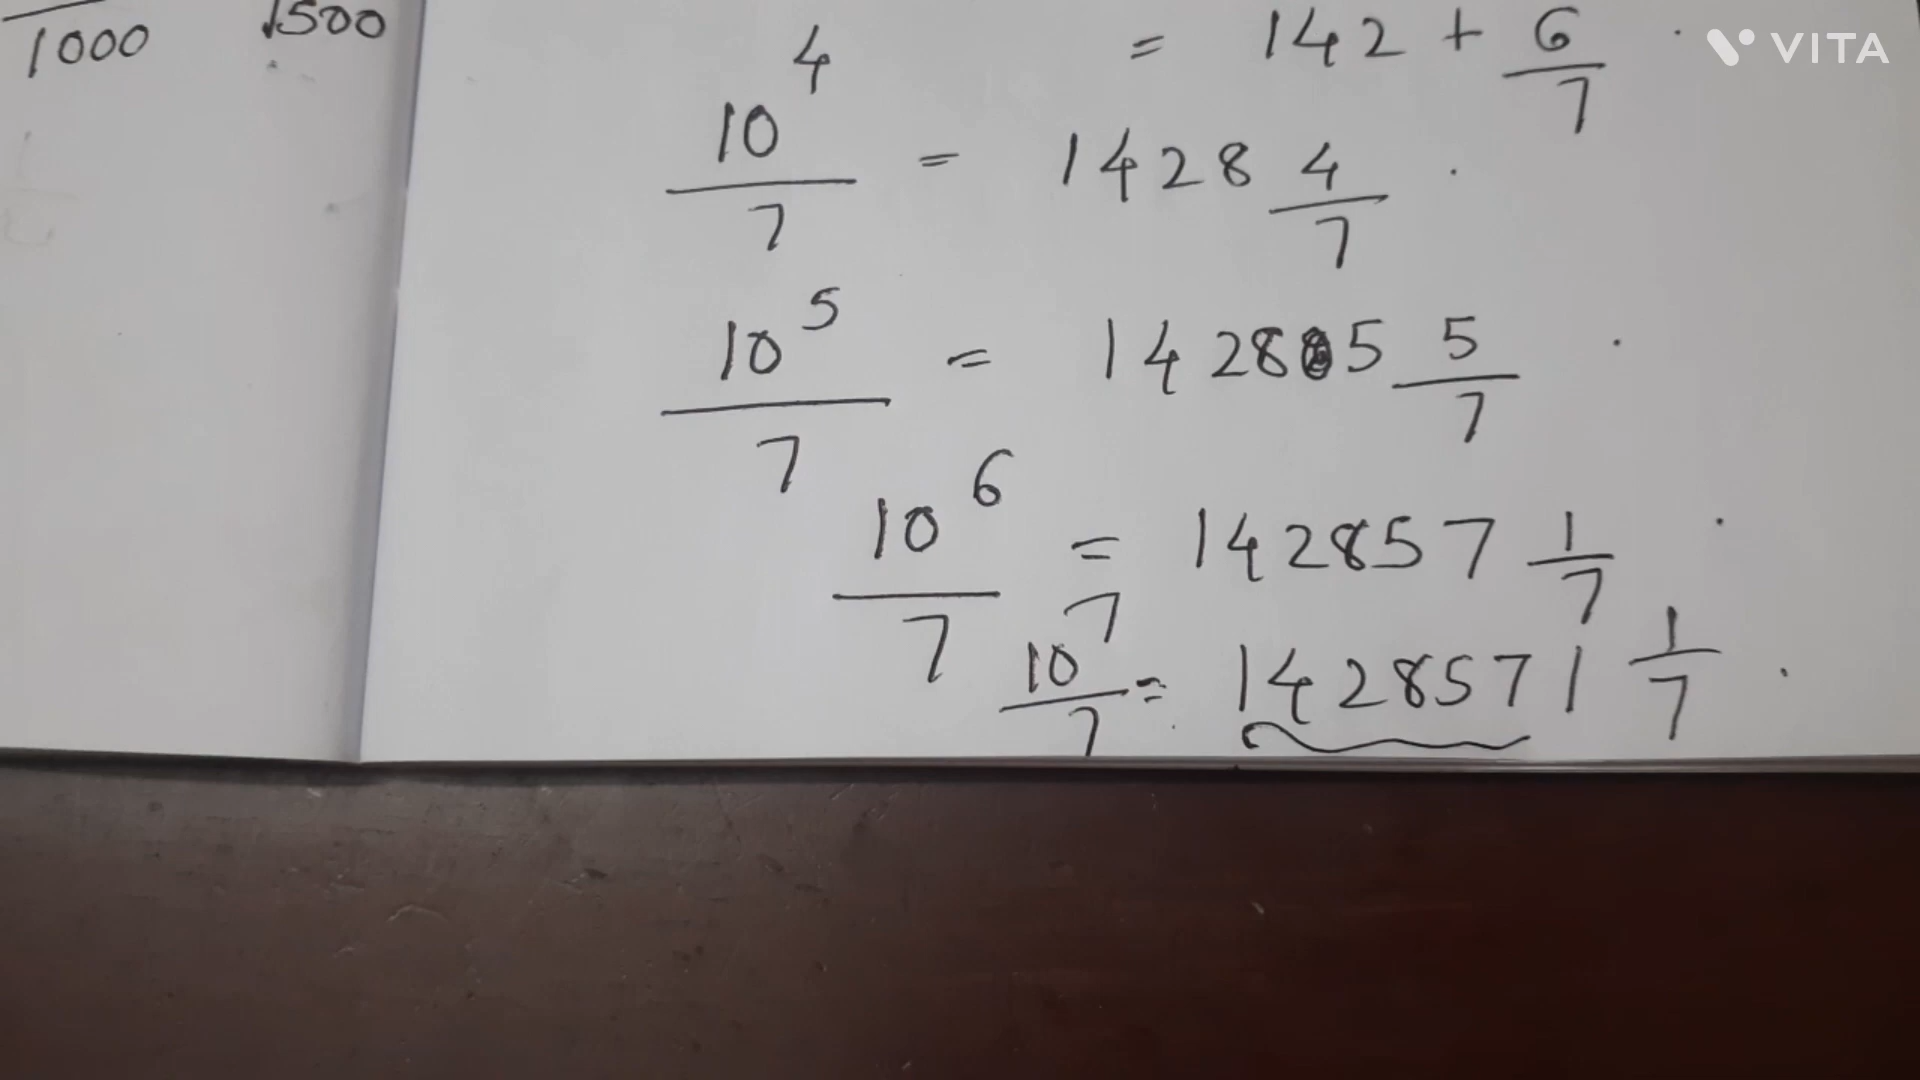 1000 1500
= 142 + 6/7
10^4/7 = 1428 4/7
10^5/7 = 14285 5/7
10^6/7 = 142857 1/7
10^7/7 = 1428571 1/7
VITA